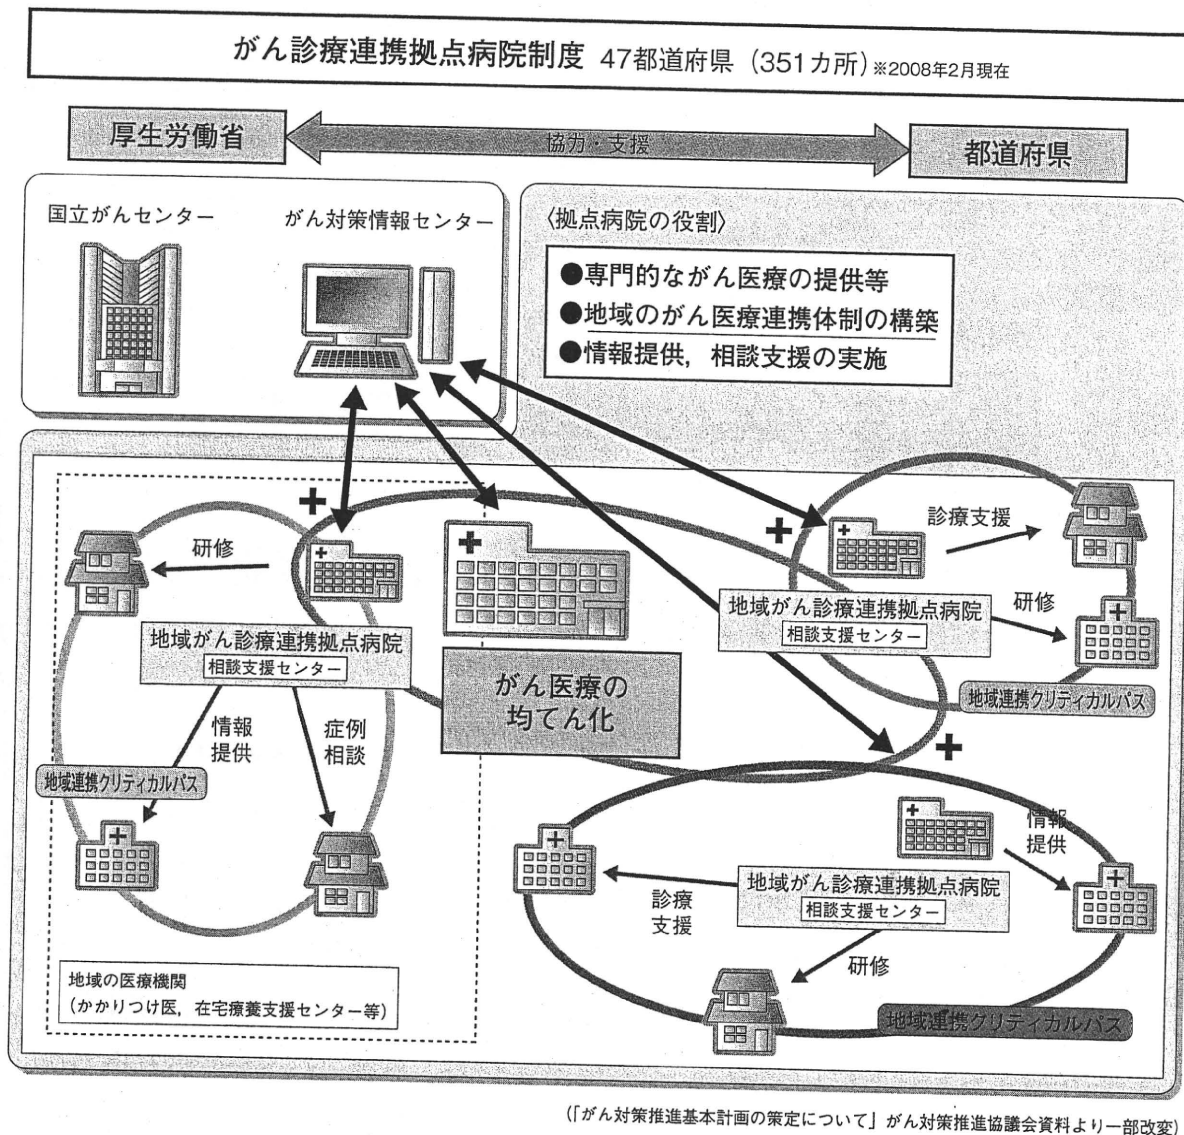 がん診療連携拠点病院制度 47都道府県（351カ所）※2008年2月現在
厚生労働省
協力・支援
都道府県
国立がんセンター
がん対策情報センター
〈拠点病院の役割〉
●専門的ながん医療の提供等
●地域のがん医療連携体制の構築
●情報提供，相談支援の実施
研修
地域がん診療連携拠点病院
相談支援センター
情報
提供
症例
相談
地域連携クリティカルパス
地域の医療機関
（かかりつけ医，在宅療養支援センター等）
がん医療の
均てん化
診療支援
研修
地域がん診療連携拠点病院
相談支援センター
地域連携クリティカルパス
情報
提供
地域がん診療連携拠点病院
相談支援センター
診療
支援
研修
地域連携クリティカルパス
（「がん対策推進基本計画の策定について」がん対策推進協議会資料より一部改変）